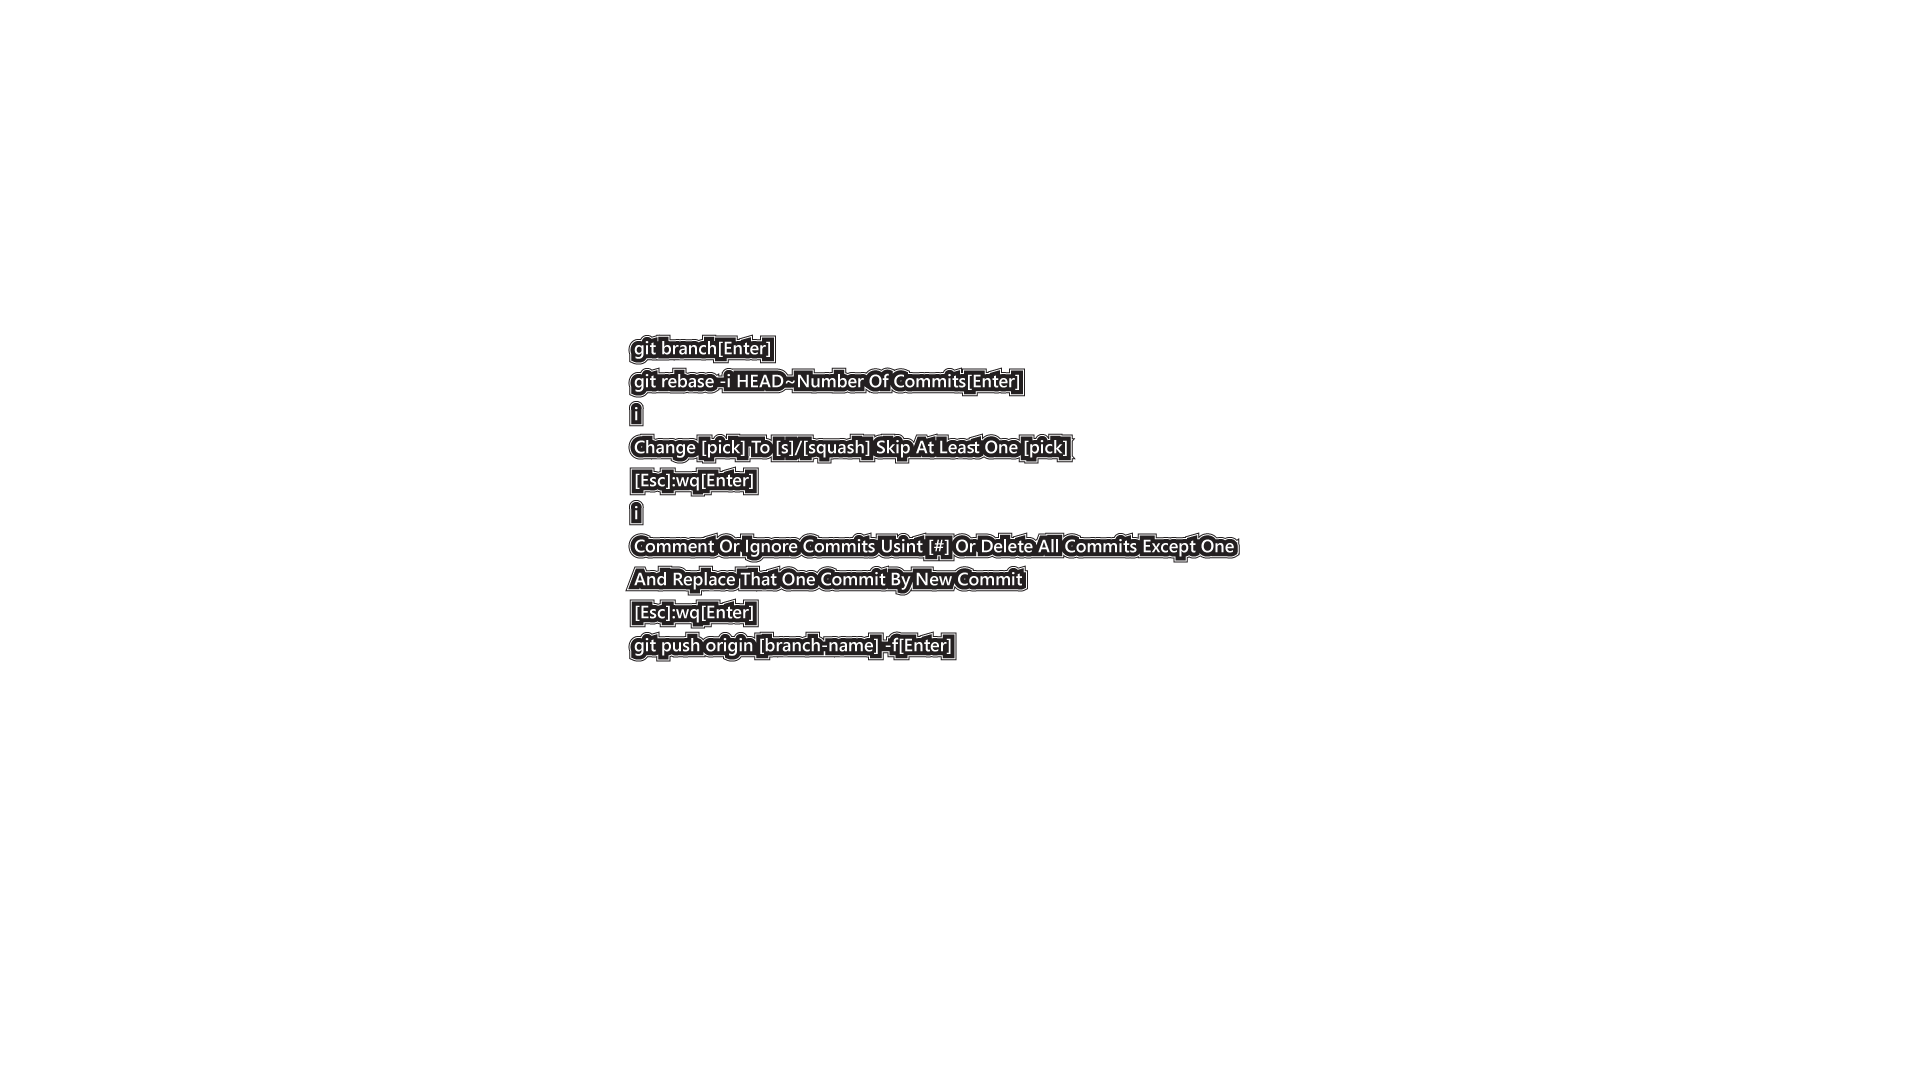 git branch[Enter]
git rebase -i HEAD~Number Of Commits[Enter]
i
Change [pick] To [s]/[squash] Skip At Least One [pick]
[Esc]:wq[Enter]
i
Comment Or Ignore Commits Usint [#] Or Delete All Commits Except One
And Replace That One Commit By New Commit
[Esc]:wq[Enter]
git push origin [branch-name] -f[Enter]